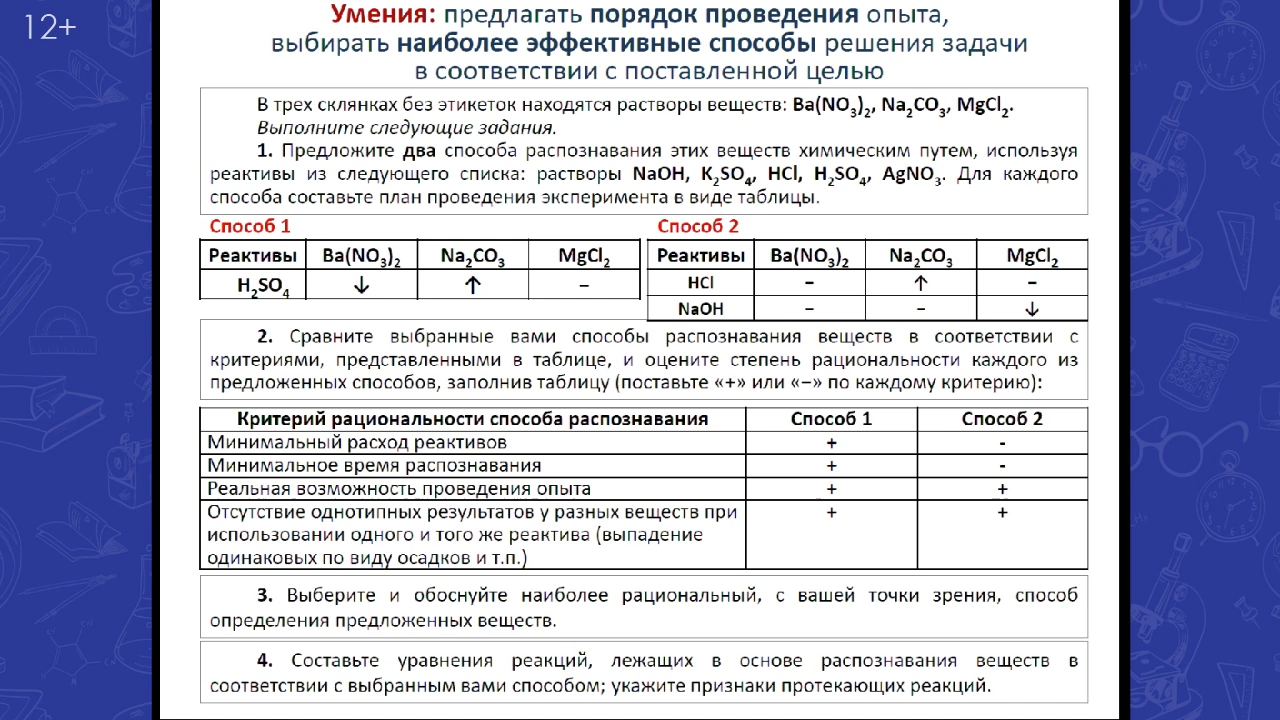 12+
Умения: предлагать порядок проведения опыта,
выбирать наиболее эффективные способы решения задачи
в соответствии с поставленной целью
В трех склянках без этикеток находятся растворы веществ: Ba(NO₃)₂, Na₂CO₃, MgCl₂.
Выполните следующие задания.
1. Предложите два способа распознавания этих веществ химическим путем, используя
реактивы из следующего списка: растворы NaOH, K₂SO₄, HCl, H₂SO₄, AgNO₃. Для каждого
способа составьте план проведения эксперимента в виде таблицы.
Способ 1
Реактивы Ba(NO₃)₂ Na₂CO₃ MgCl₂
H₂SO₄ ↓ ↑ –
Способ 2
Реактивы Ba(NO₃)₂ Na₂CO₃ MgCl₂
HCl – ↑ –
NaOH – – ↓
2. Сравните выбранные вами способы распознавания веществ в соответствии с
критериями, представленными в таблице, и оцените степень рациональности каждого из
предложенных способов, заполнив таблицу (поставьте «+» или «–» по каждому критерию):
Критерий рациональности способа распознавания Способ 1 Способ 2
Минимальный расход реактивов + -
Минимальное время распознавания + -
Реальная возможность проведения опыта + +
Отсутствие однотипных результатов у разных веществ при + +
использовании одного и того же реактива (выпадение
одинаковых по виду осадков и т.п.)
3. Выберите и обоснуйте наиболее рациональный, с вашей точки зрения, способ
определения предложенных веществ.
4. Составьте уравнения реакций, лежащих в основе распознавания веществ в
соответствии с выбранным вами способом; укажите признаки протекающих реакций.